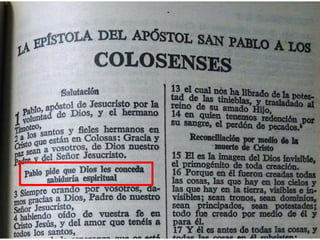 LA EPÍSTOLA DEL APÓSTOL SAN PABLO A LOS
COLOSENSES
Salutación
1 Pablo, apóstol de Jesucristo por la
voluntad de Dios, y el hermano
Timoteo,
2 a los santos y fieles hermanos en
Cristo que están en Colosas: Gracia y
paz sean a vosotros, de Dios nuestro
Padre y del Señor Jesucristo.
Pablo pide que Dios les conceda
sabiduría espiritual
3 Siempre orando por vosotros, da-
mos gracias a Dios, Padre de nuestro
Señor Jesucristo,
4 habiendo oído de vuestra fe en
Cristo Jesús, y del amor que tenéis a
todos los santos,
13 el cual nos ha librado de la potes-
tad de las tinieblas, y trasladado al
reino de su amado Hijo,
14 en quien tenemos redención por
su sangre, el perdón de pecados.
Reconciliación por medio de la
muerte de Cristo
15 El es la imagen del Dios invisible,
el primogénito de toda creación.
16 Porque en él fueron creadas todas
las cosas, las que hay en los cielos y
las que hay en la tierra, visibles e invi-
sibles; sean tronos, sean dominios,
sean principados, sean potestades;
todo fue creado por medio de él y
para él.
17 Y él es antes de todas las cosas, y
todas las cosas en